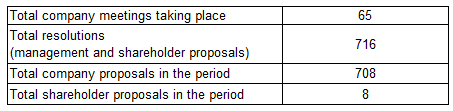 Total company meetings taking place 65
Total resolutions
(management and shareholder proposals) 716
Total company proposals in the period 708
Total shareholder proposals in the period 8